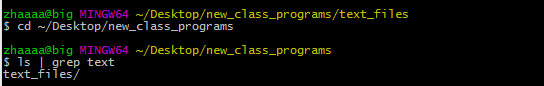 zhaaaa@big MINGW64 ~/Desktop/new_class_programs/text_files
$ cd ~/Desktop/new_class_programs
zhaaaa@big MINGW64 ~/Desktop/new_class_programs
$ ls | grep text
text_files/